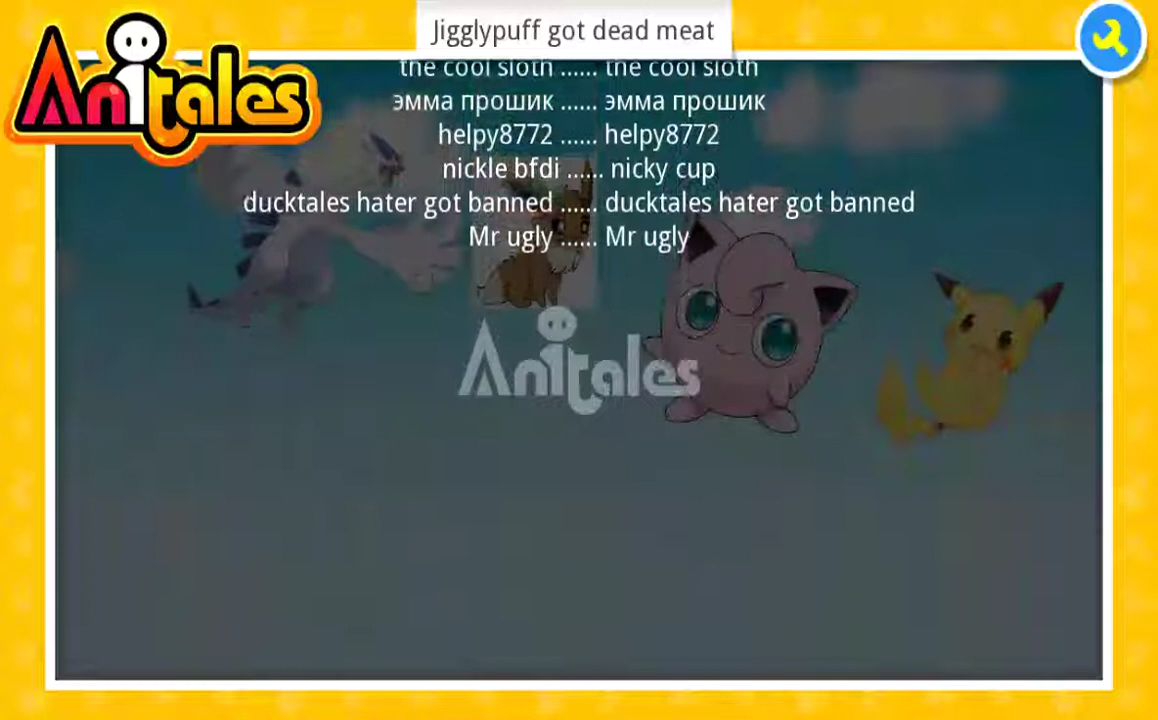 Jigglypuff got dead meat
Anitales
the cool sloth ...... the cool sloth
эмма прошик ...... эмма прошик
helpy8772 ...... helpy8772
nickle bfdi ...... nicky cup
ducktales hater got banned ...... ducktales hater got banned
Mr ugly ...... Mr ugly
Anitales